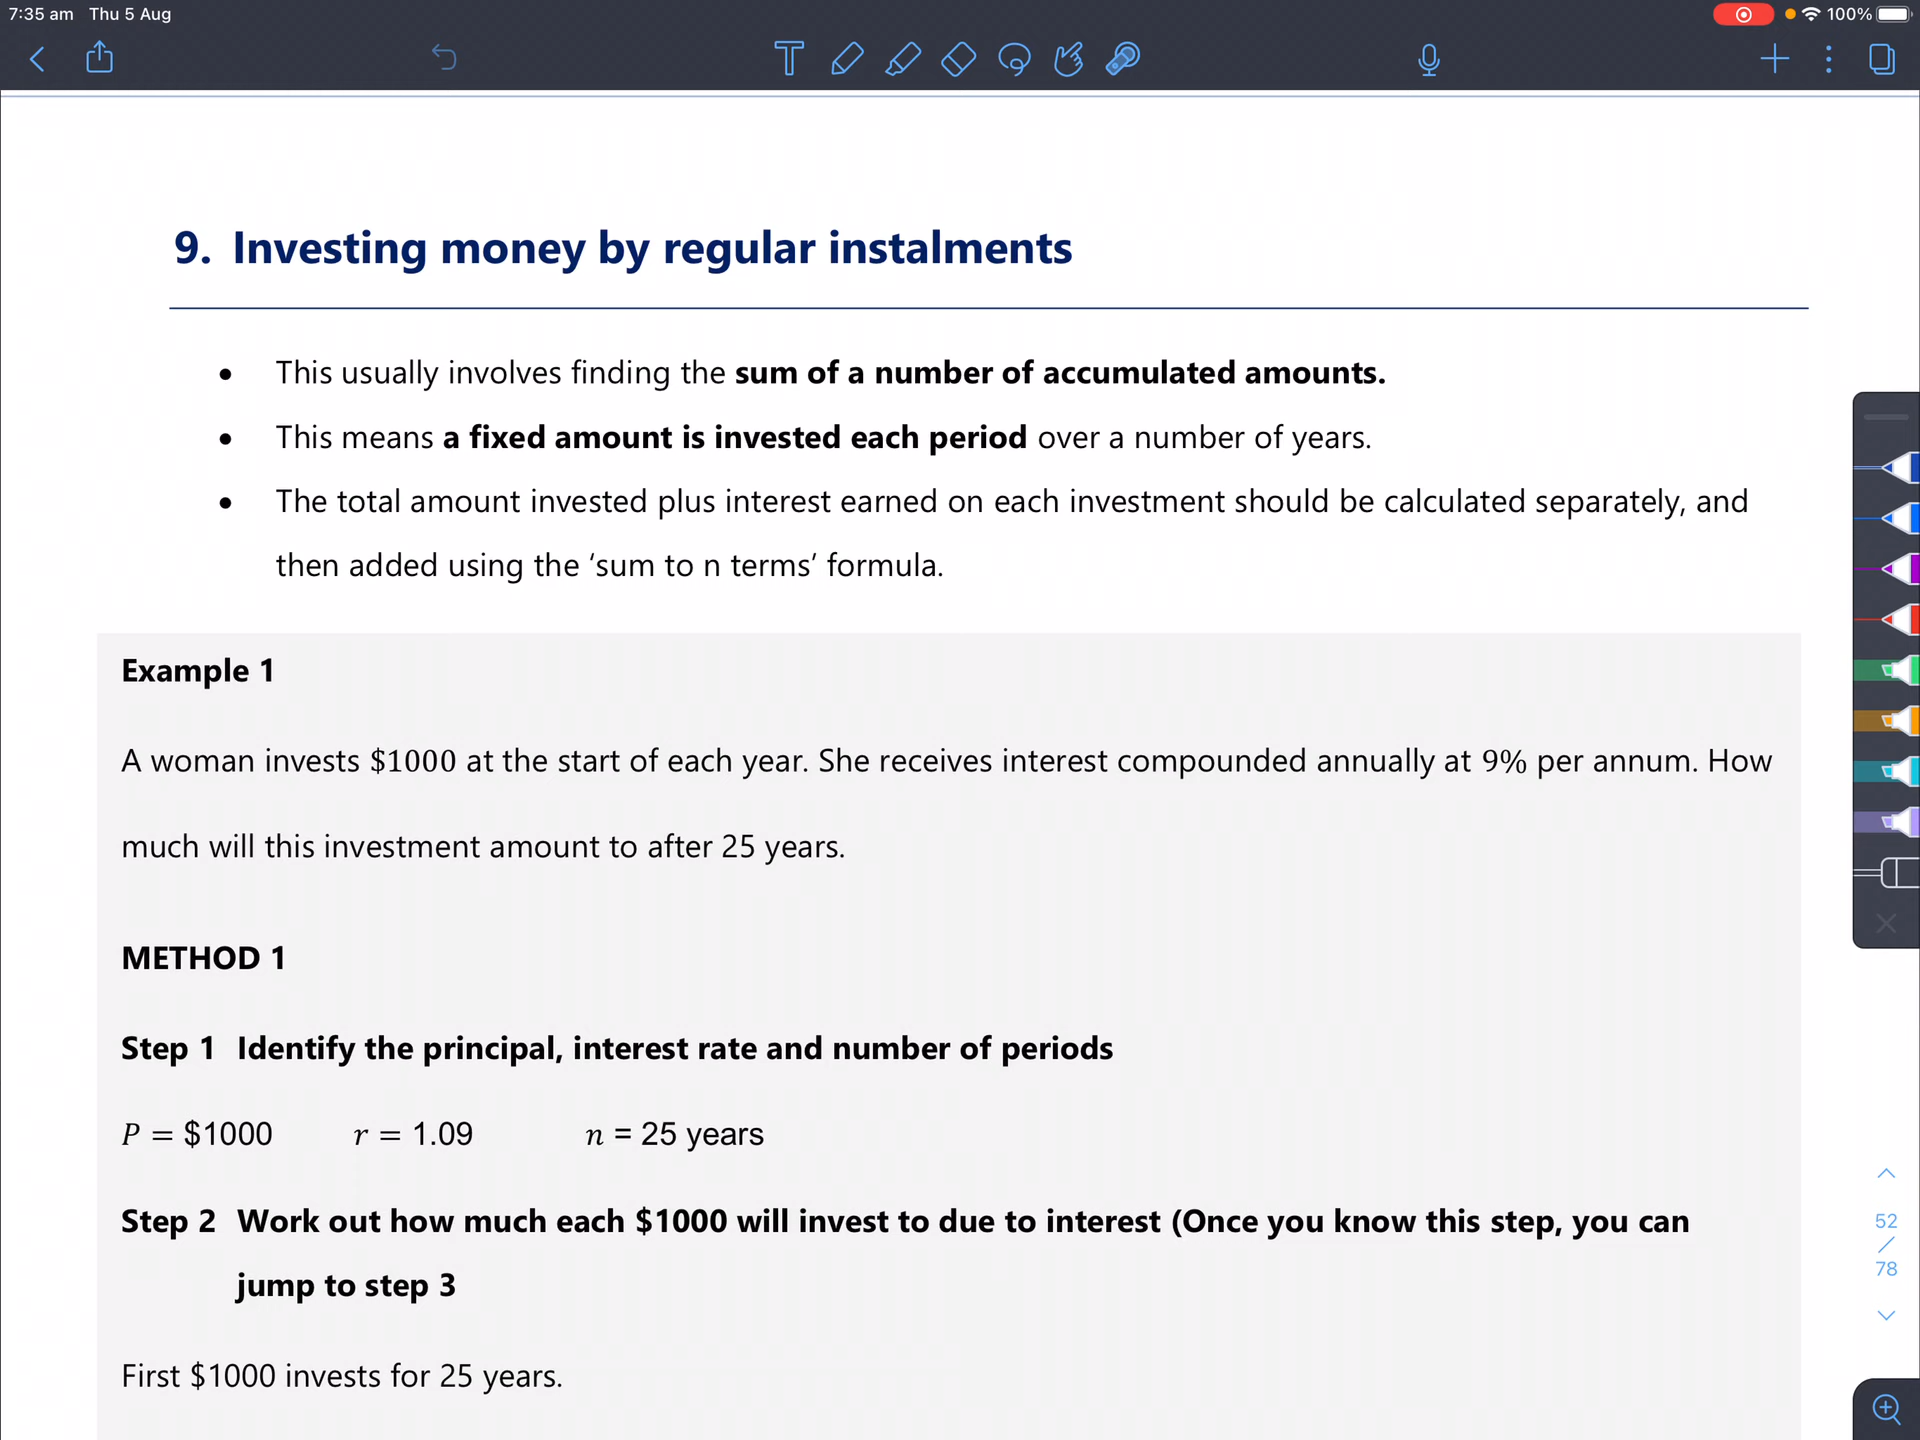 7:35 am Thu 5 Aug
100%
9. Investing money by regular instalments
• This usually involves finding the sum of a number of accumulated amounts.
• This means a fixed amount is invested each period over a number of years.
• The total amount invested plus interest earned on each investment should be calculated separately, and
then added using the ‘sum to n terms’ formula.
Example 1
A woman invests $1000 at the start of each year. She receives interest compounded annually at 9% per annum. How
much will this investment amount to after 25 years.
METHOD 1
Step 1 Identify the principal, interest rate and number of periods
P = $1000 r = 1.09 n = 25 years
Step 2 Work out how much each $1000 will invest to due to interest (Once you know this step, you can
jump to step 3
First $1000 invests for 25 years.
52
/
78